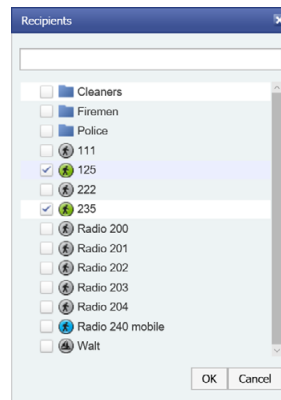 Recipients
Cleaners
Firemen
Police
111
125
222
235
Radio 200
Radio 201
Radio 202
Radio 203
Radio 204
Radio 240 mobile
Walt
OK Cancel